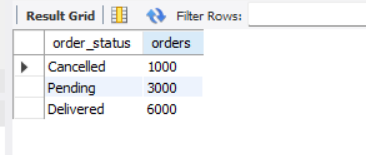 Result Grid Filter Rows:
order_status orders
Cancelled 1000
Pending 3000
Delivered 6000